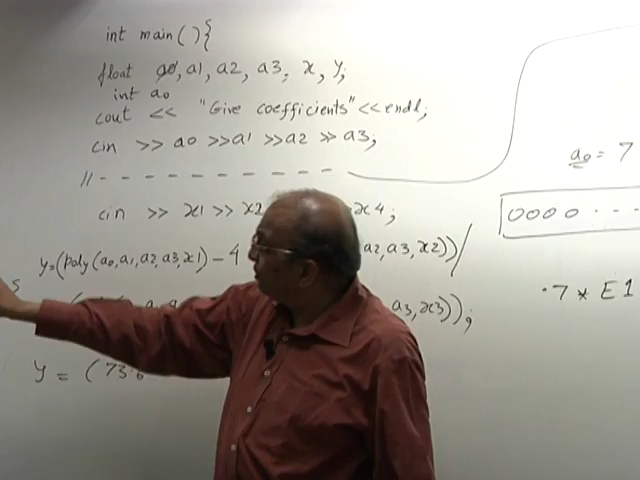 int main(){
float a0, a1, a2, a3, x, y;
int a0
cout << "Give coefficients" <<endl;
cin >> a0 >>a1 >>a2 >> a3;
// - - - - - - - - - - -
cin >> x1 >> x2 x4;
y=(poly(a0,a1,a2,a3,x1) - 4 a2,a3,x2))/
a3,x3));
y = (73.6
a0 = 7
0000 . . .
.7 * E1